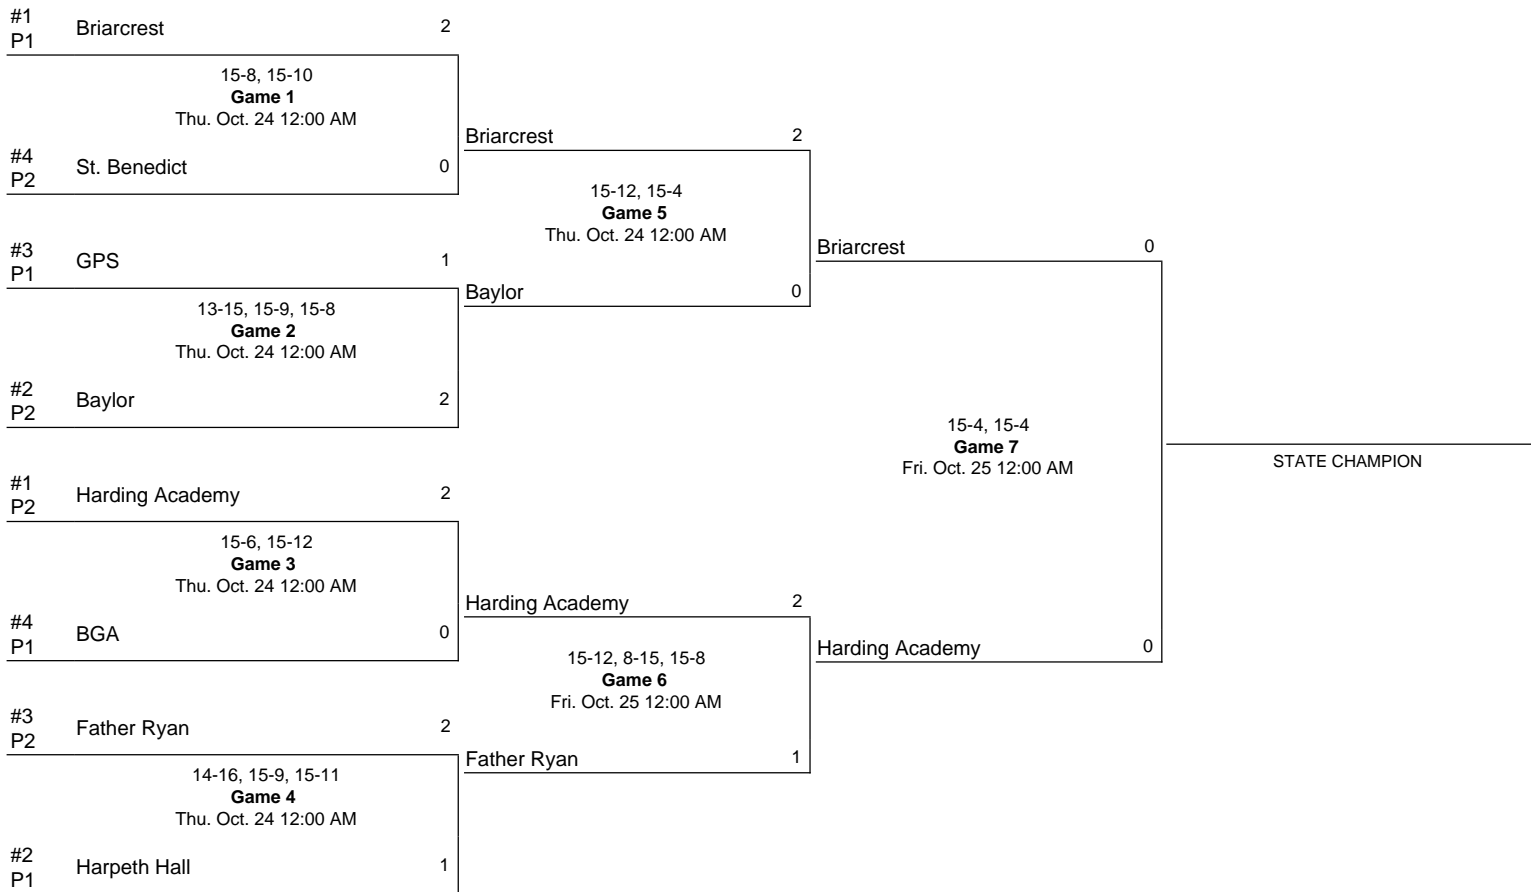 #1
P1
Briarcrest 2
15-8, 15-10
Game 1
Thu. Oct. 24 12:00 AM
#4
P2
St. Benedict 0
#3
P1
GPS 1
13-15, 15-9, 15-8
Game 2
Thu. Oct. 24 12:00 AM
#2
P2
Baylor 2
#1
P2
Harding Academy 2
15-6, 15-12
Game 3
Thu. Oct. 24 12:00 AM
#4
P1
BGA 0
#3
P2
Father Ryan 2
14-16, 15-9, 15-11
Game 4
Thu. Oct. 24 12:00 AM
#2
P1
Harpeth Hall 1
Briarcrest 2
15-12, 15-4
Game 5
Thu. Oct. 24 12:00 AM
Baylor 0
Harding Academy 2
15-12, 8-15, 15-8
Game 6
Fri. Oct. 25 12:00 AM
Father Ryan 1
Briarcrest 0
15-4, 15-4
Game 7
Fri. Oct. 25 12:00 AM
Harding Academy 0
STATE CHAMPION